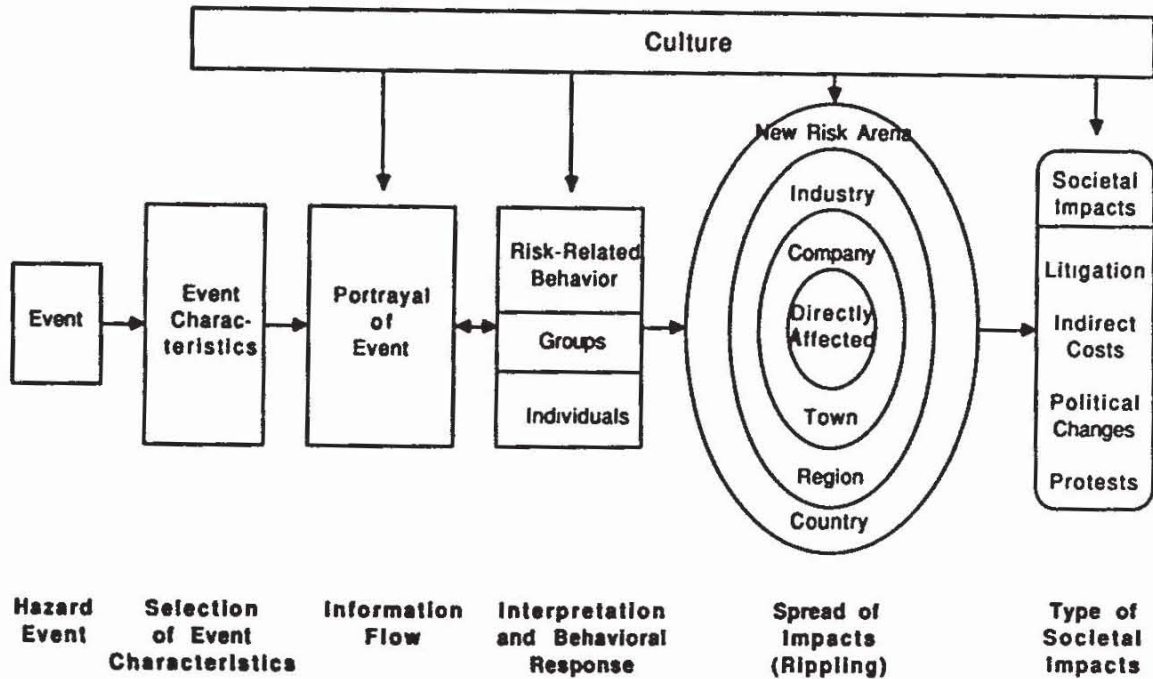 Culture
Event
Event
Charac-
teristics
Portrayal
of
Event
Risk-Related
Behavior
Groups
Individuals
New Risk Arena
Industry
Company
Directly
Affected
Town
Region
Country
Societal
Impacts
Litigation
Indirect
Costs
Political
Changes
Protests
Hazard
Event
Selection
of Event
Characteristics
Information
Flow
Interpretation
and Behavioral
Response
Spread of
Impacts
(Rippling)
Type of
Societal
Impacts